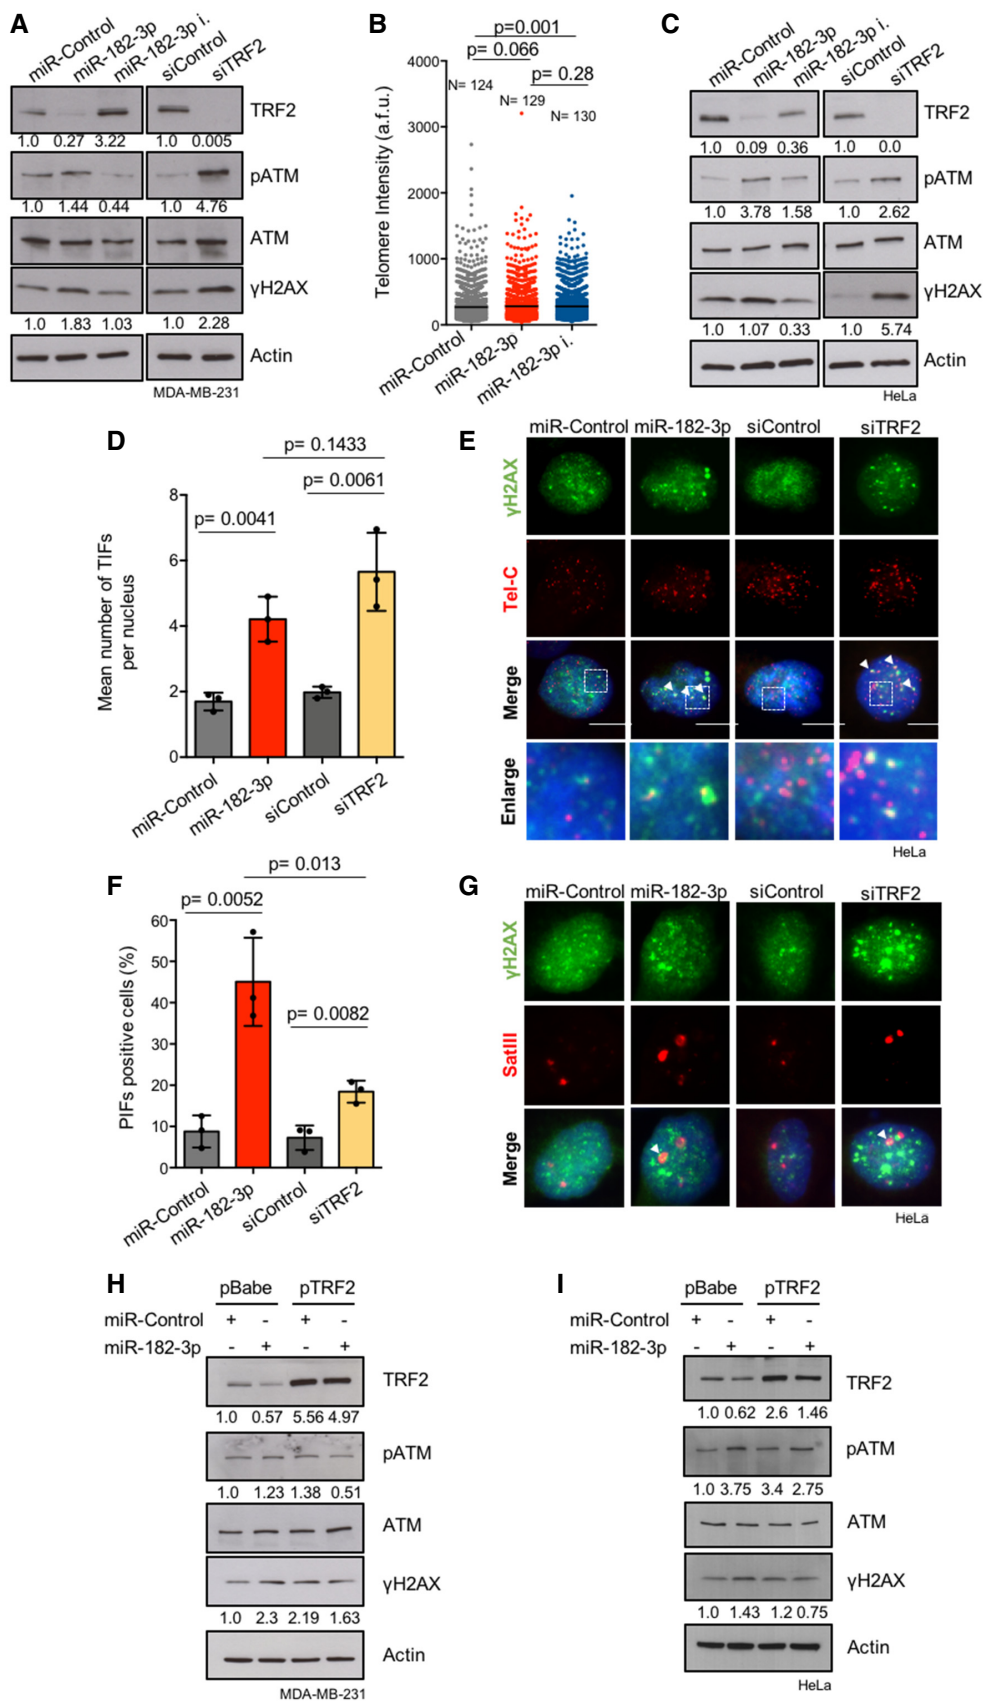 A
miR-Control
miR-182-3p
miR-182-3p i.
siControl
siTRF2
TRF2
1.0 0.27 3.22 1.0 0.005
pATM
1.0 1.44 0.44 1.0 4.76
ATM
γH2AX
1.0 1.83 1.03 1.0 2.28
Actin
MDA-MB-231
B
p=0.001
p= 0.066
p= 0.28
N= 124
N= 129
N= 130
Telomere Intensity (a.f.u.)
4000
3000
2000
1000
0
miR-Control
miR-182-3p
miR-182-3p i.
C
miR-Control
miR-182-3p
miR-182-3p i.
siControl
siTRF2
TRF2
1.0 0.09 0.36 1.0 0.0
pATM
1.0 3.78 1.58 1.0 2.62
ATM
γH2AX
1.0 1.07 0.33 1.0 5.74
Actin
HeLa
D
p= 0.1433
p= 0.0061
p= 0.0041
Mean number of TIFs
per nucleus
8
6
4
2
0
miR-Control
miR-182-3p
siControl
siTRF2
E
miR-Control miR-182-3p siControl siTRF2
γH2AX
Tel-C
Merge
Enlarge
HeLa
F
p= 0.013
p= 0.0052
p= 0.0082
PIFs positive cells (%)
60
50
40
30
20
10
0
miR-Control
miR-182-3p
siControl
siTRF2
G
miR-Control miR-182-3p siControl siTRF2
γH2AX
SatIII
Merge
HeLa
H
pBabe pTRF2
miR-Control + - + -
miR-182-3p - + - +
TRF2
1.0 0.57 5.56 4.97
pATM
1.0 1.23 1.38 0.51
ATM
γH2AX
1.0 2.3 2.19 1.63
Actin
MDA-MB-231
I
pBabe pTRF2
miR-Control + - + -
miR-182-3p - + - +
TRF2
1.0 0.62 2.6 1.46
pATM
1.0 3.75 3.4 2.75
ATM
γH2AX
1.0 1.43 1.2 0.75
Actin
HeLa